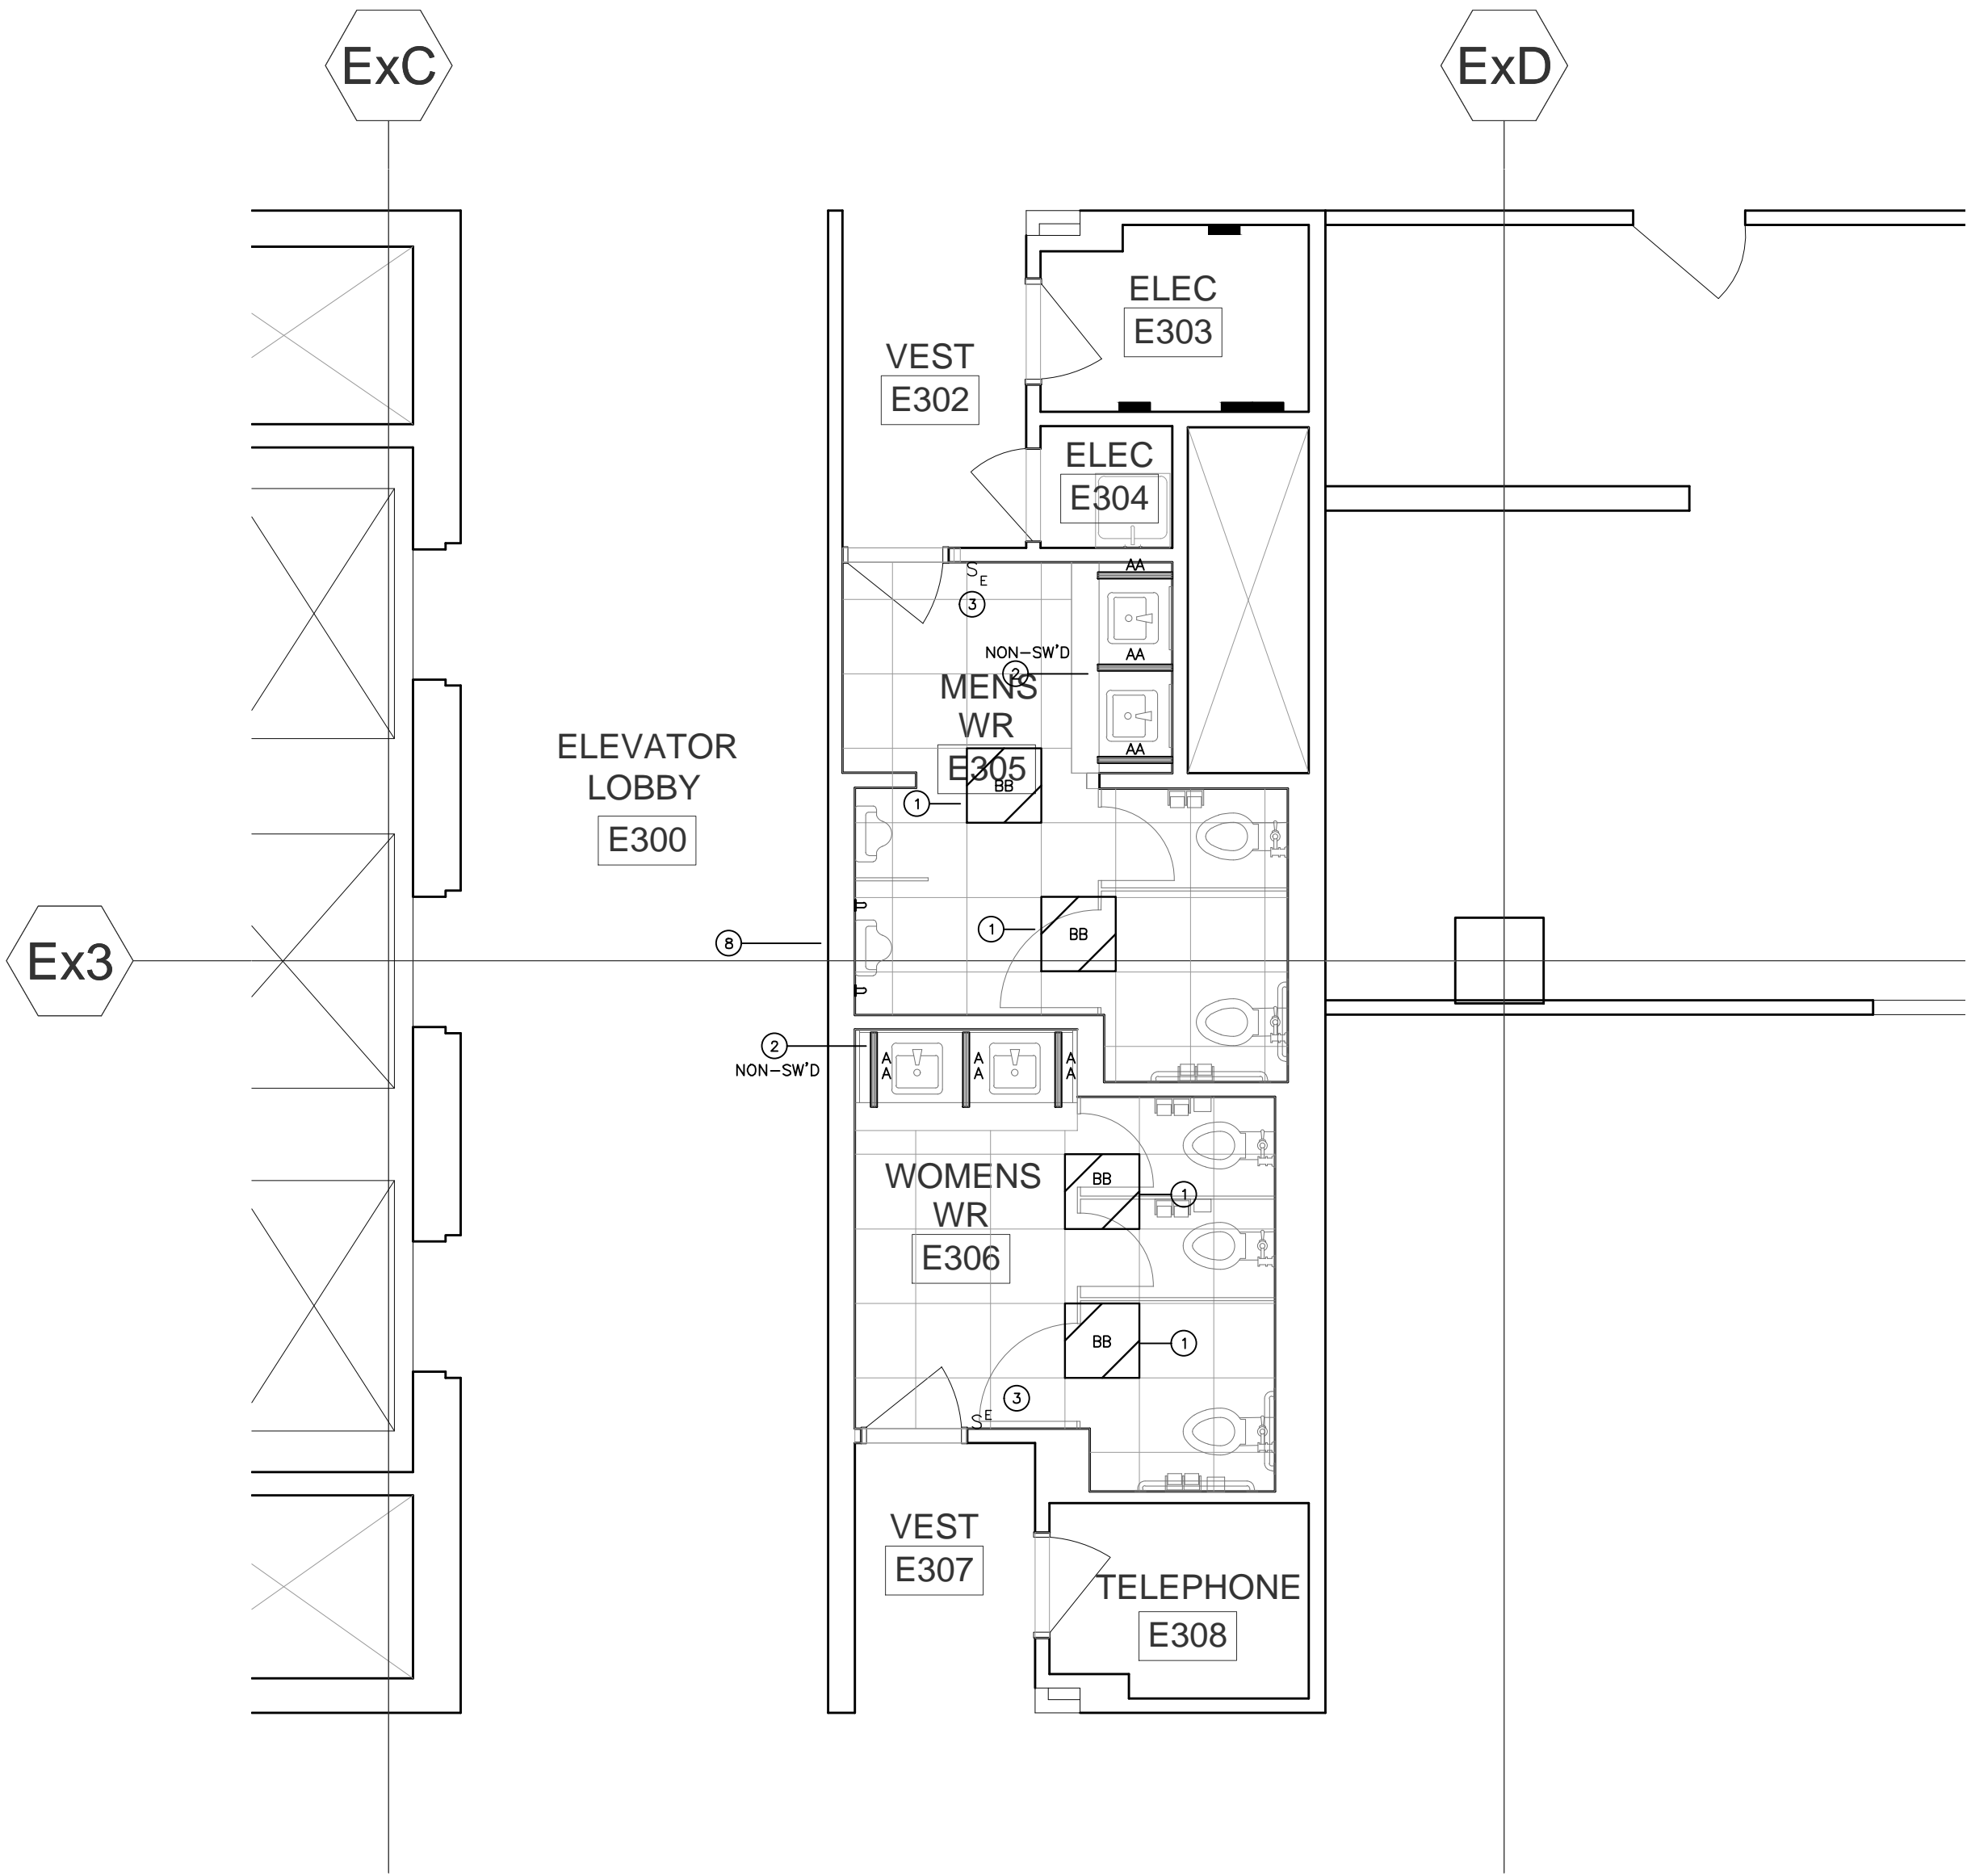 ExC
ExD
ELEC
E303
VEST
E302
ELEC
E304
AA
S
E
3
NON-SW'D
AA
2
MENS
WR
E305
AA
BB
1
ELEVATOR
LOBBY
E300
1
BB
8
Ex3
2
NON-SW'D
A
A
A
A
A
A
WOMENS
WR
E306
BB
1
BB
1
3
S
E
VEST
E307
TELEPHONE
E308